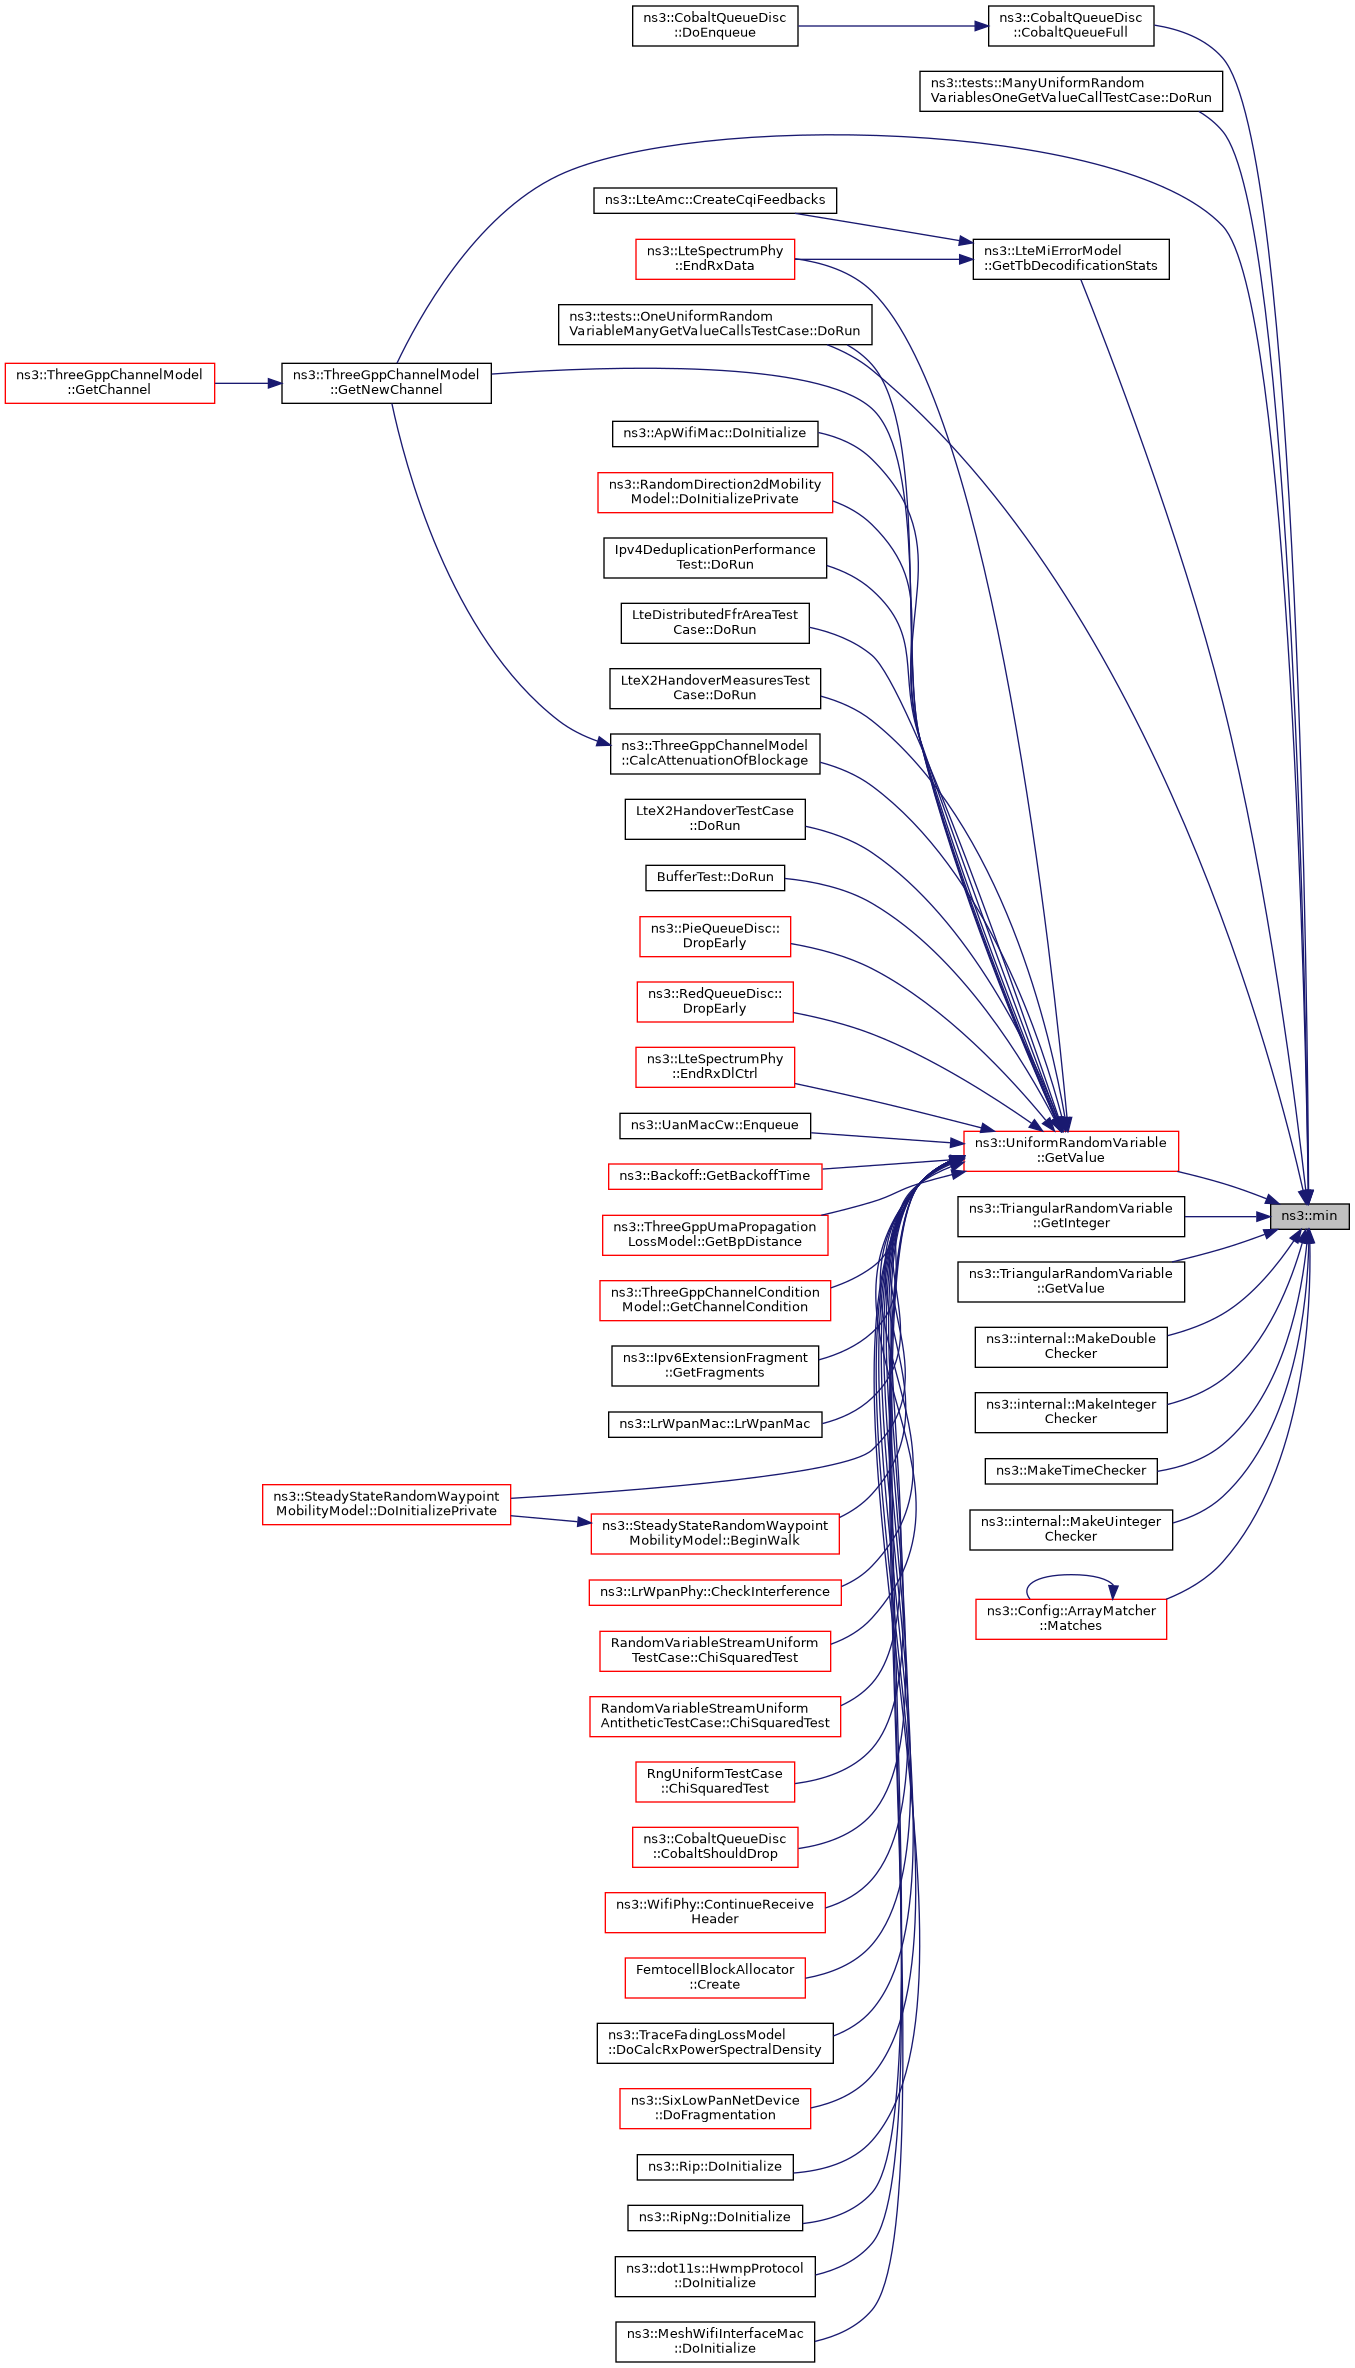 ns3::CobaltQueueDisc
::DoEnqueue
ns3::CobaltQueueDisc
::CobaltQueueFull
ns3::tests::ManyUniformRandom
VariablesOneGetValueCallTestCase::DoRun
ns3::LteAmc::CreateCqiFeedbacks
ns3::LteSpectrumPhy
::EndRxData
ns3::LteMiErrorModel
::GetTbDecodificationStats
ns3::tests::OneUniformRandom
VariableManyGetValueCallsTestCase::DoRun
ns3::ThreeGppChannelModel
::GetChannel
ns3::ThreeGppChannelModel
::GetNewChannel
ns3::ApWifiMac::DoInitialize
ns3::RandomDirection2dMobility
Model::DoInitializePrivate
Ipv4DeduplicationPerformance
Test::DoRun
LteDistributedFfrAreaTest
Case::DoRun
LteX2HandoverMeasuresTest
Case::DoRun
ns3::ThreeGppChannelModel
::CalcAttenuationOfBlockage
LteX2HandoverTestCase
::DoRun
BufferTest::DoRun
ns3::PieQueueDisc::
DropEarly
ns3::RedQueueDisc::
DropEarly
ns3::LteSpectrumPhy
::EndRxDlCtrl
ns3::UanMacCw::Enqueue
ns3::UniformRandomVariable
::GetValue
ns3::Backoff::GetBackoffTime
ns3::ThreeGppUmaPropagation
LossModel::GetBpDistance
ns3::TriangularRandomVariable
::GetInteger
ns3::min
ns3::ThreeGppChannelCondition
Model::GetChannelCondition
ns3::TriangularRandomVariable
::GetValue
ns3::Ipv6ExtensionFragment
::GetFragments
ns3::internal::MakeDouble
Checker
ns3::LrWpanMac::LrWpanMac
ns3::internal::MakeInteger
Checker
ns3::MakeTimeChecker
ns3::SteadyStateRandomWaypoint
MobilityModel::DoInitializePrivate
ns3::SteadyStateRandomWaypoint
MobilityModel::BeginWalk
ns3::internal::MakeUinteger
Checker
ns3::LrWpanPhy::CheckInterference
ns3::Config::ArrayMatcher
::Matches
RandomVariableStreamUniform
TestCase::ChiSquaredTest
RandomVariableStreamUniform
AntitheticTestCase::ChiSquaredTest
RngUniformTestCase
::ChiSquaredTest
ns3::CobaltQueueDisc
::CobaltShouldDrop
ns3::WifiPhy::ContinueReceive
Header
FemtocellBlockAllocator
::Create
ns3::TraceFadingLossModel
::DoCalcRxPowerSpectralDensity
ns3::SixLowPanNetDevice
::DoFragmentation
ns3::Rip::DoInitialize
ns3::RipNg::DoInitialize
ns3::dot11s::HwmpProtocol
::DoInitialize
ns3::MeshWifiInterfaceMac
::DoInitialize